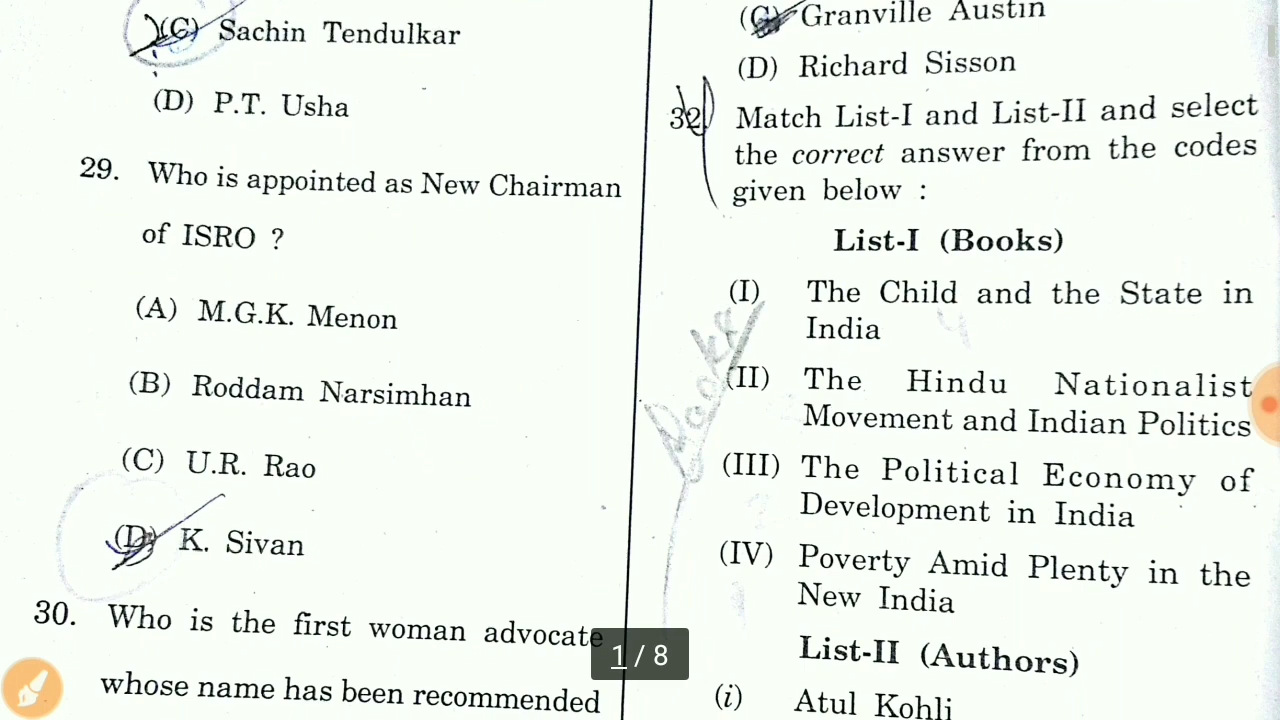 (C) Sachin Tendulkar
(D) P.T. Usha
29. Who is appointed as New Chairman
of ISRO ?
(A) M.G.K. Menon
(B) Roddam Narsimhan
(C) U.R. Rao
(D) K. Sivan
30. Who is the first woman advocate
whose name has been recommended
(C) Granville Austin
(D) Richard Sisson
32. Match List-I and List-II and select
the correct answer from the codes
given below :
List-I (Books)
(I) The Child and the State in
India
(II) The Hindu Nationalist
Movement and Indian Politics
(III) The Political Economy of
Development in India
(IV) Poverty Amid Plenty in the
New India
List-II (Authors)
(i) Atul Kohli
Books
1 / 8